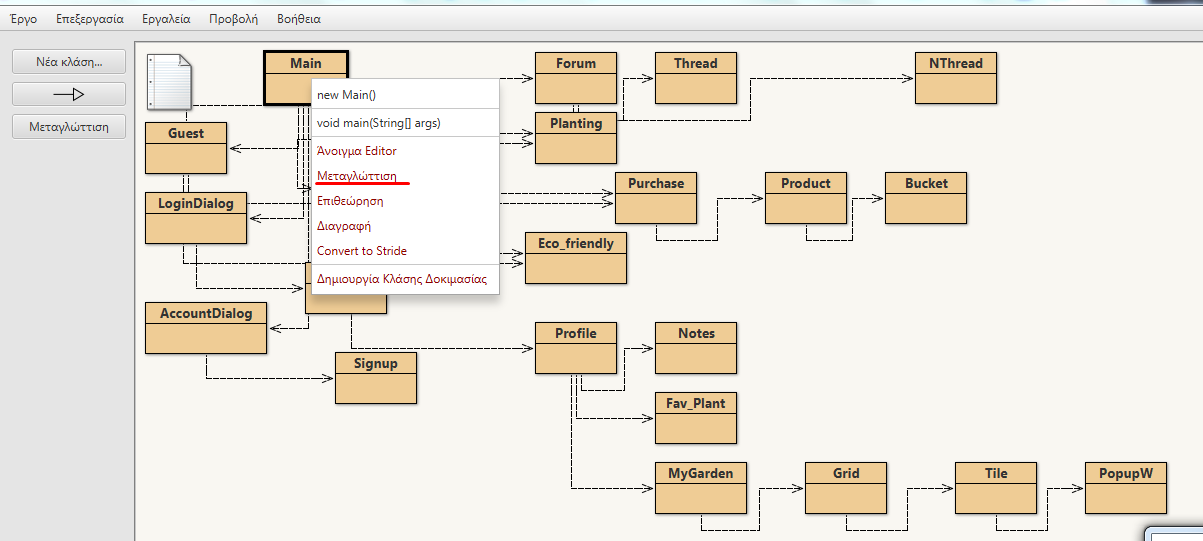 Έργο Επεξεργασία Εργαλεία Προβολή Βοήθεια
Νέα κλάση...
Μεταγλώττιση
Main
Forum
Thread
NThread
new Main()
void main(String[] args)
Άνοιγμα Editor
Μεταγλώττιση
Επιθεώρηση
Διαγραφή
Convert to Stride
Δημιουργία Κλάσης Δοκιμασίας
Guest
Planting
LoginDialog
Purchase
Product
Bucket
Eco_friendly
AccountDialog
Profile
Notes
Signup
Fav_Plant
MyGarden
Grid
Tile
PopupW